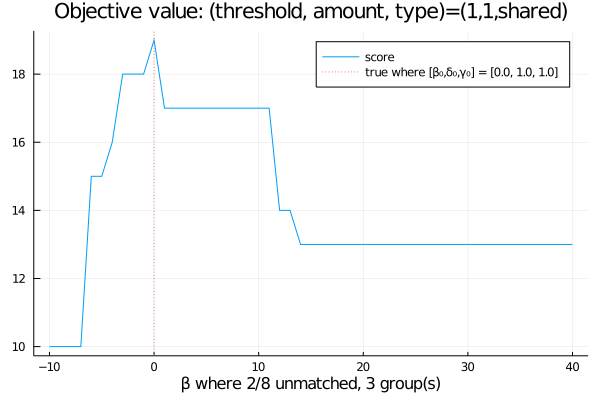 Objective value: (threshold, amount, type)=(1,1,shared)
score
true where [β₀,δ₀,γ₀] = [0.0, 1.0, 1.0]
18
16
14
12
10
−10
0
10
20
30
40
β where 2/8 unmatched, 3 group(s)